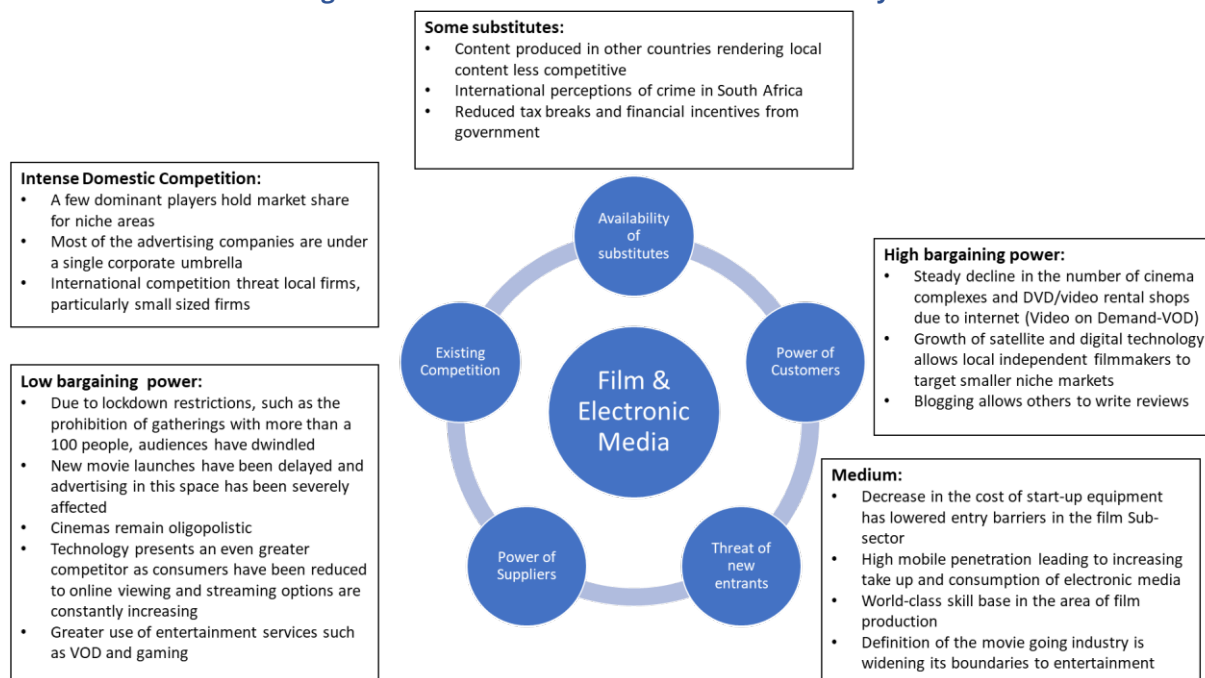 Some substitutes:
• Content produced in other countries rendering local
content less competitive
• International perceptions of crime in South Africa
• Reduced tax breaks and financial incentives from
government
Intense Domestic Competition:
• A few dominant players hold market share
for niche areas
• Most of the advertising companies are under
a single corporate umbrella
• International competition threat local firms,
particularly small sized firms
Availability
of
substitutes
High bargaining power:
• Steady decline in the number of cinema
complexes and DVD/video rental shops
due to internet (Video on Demand-VOD)
• Growth of satellite and digital technology
allows local independent filmmakers to
target smaller niche markets
• Blogging allows others to write reviews
Existing
Competition
Film &
Electronic
Media
Power of
Customers
Low bargaining power:
• Due to lockdown restrictions, such as the
prohibition of gatherings with more than a
100 people, audiences have dwindled
• New movie launches have been delayed and
advertising in this space has been severely
affected
• Cinemas remain oligopolistic
• Technology presents an even greater
competitor as consumers have been reduced
to online viewing and streaming options are
constantly increasing
• Greater use of entertainment services such
as VOD and gaming
Power of
Suppliers
Threat of
new
entrants
Medium:
• Decrease in the cost of start-up equipment
has lowered entry barriers in the film Sub-
sector
• High mobile penetration leading to increasing
take up and consumption of electronic media
• World-class skill base in the area of film
production
• Definition of the movie going industry is
widening its boundaries to entertainment